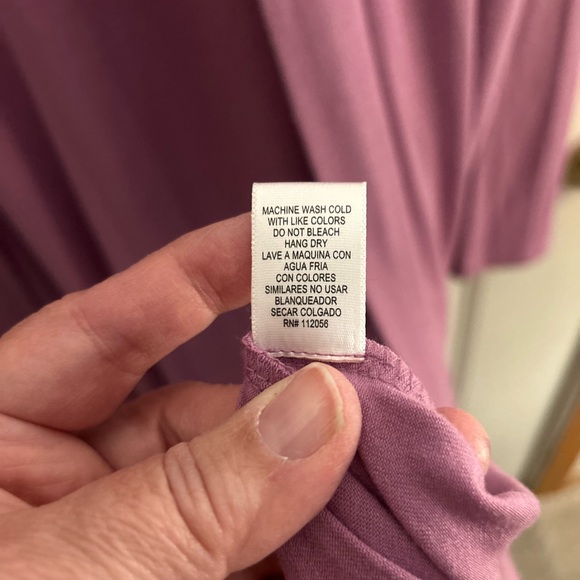 MACHINE WASH COLD
WITH LIKE COLORS
DO NOT BLEACH
HANG DRY
LAVE A MAQUINA CON
AGUA FRIA
CON COLORES
SIMILARES NO USAR
BLANQUEADOR
SECAR COLGADO
RN# 112056